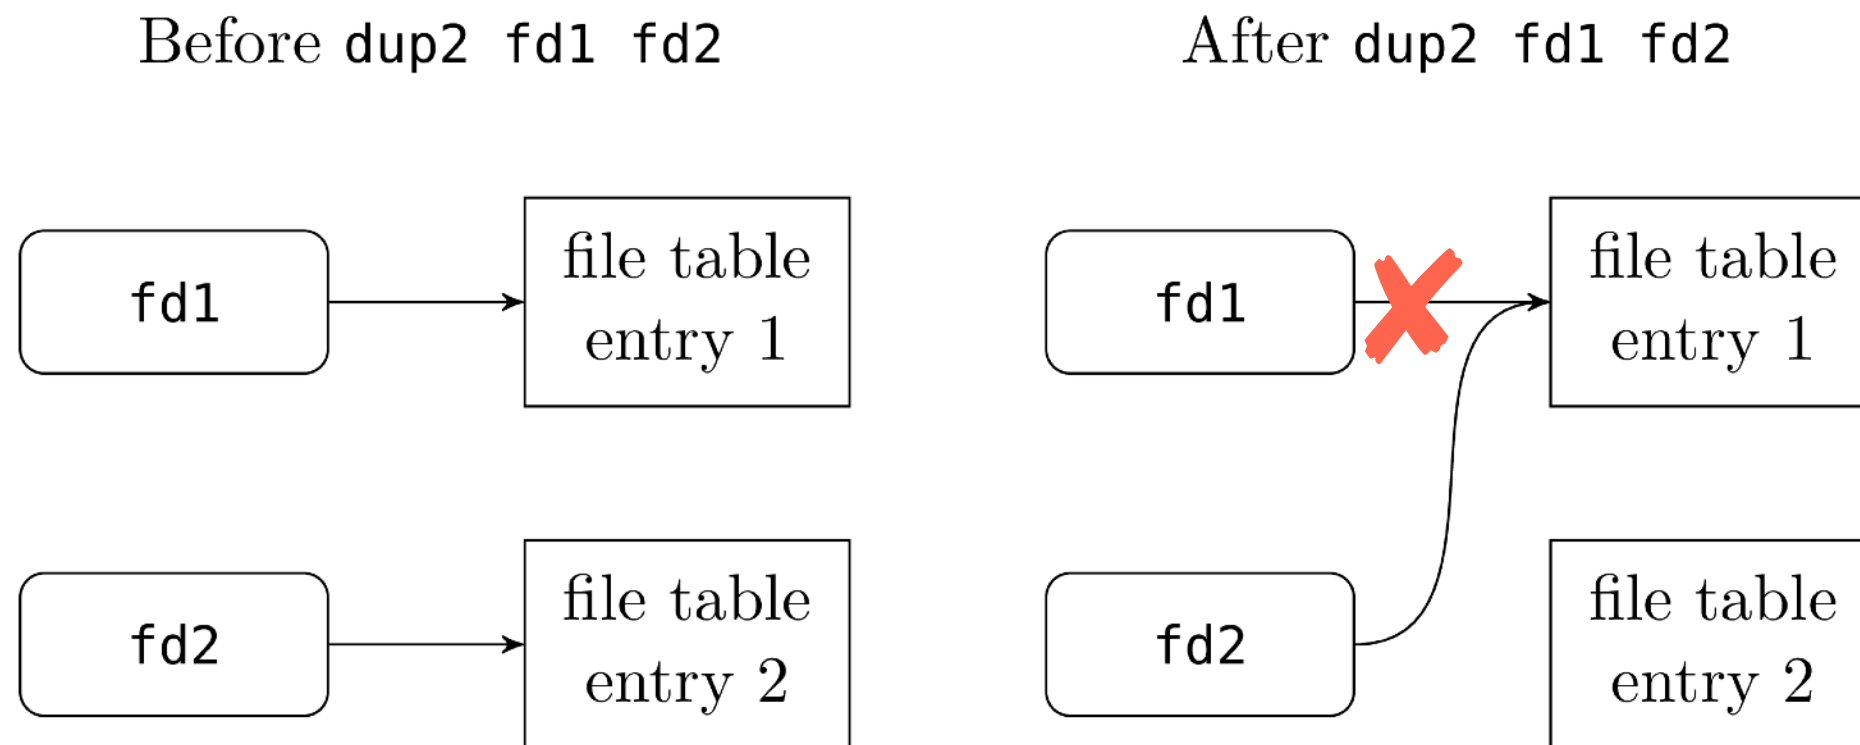 Before dup2 fd1 fd2
fd1
file table
entry 1
fd2
file table
entry 2
After dup2 fd1 fd2
fd1
file table
entry 1
fd2
file table
entry 2